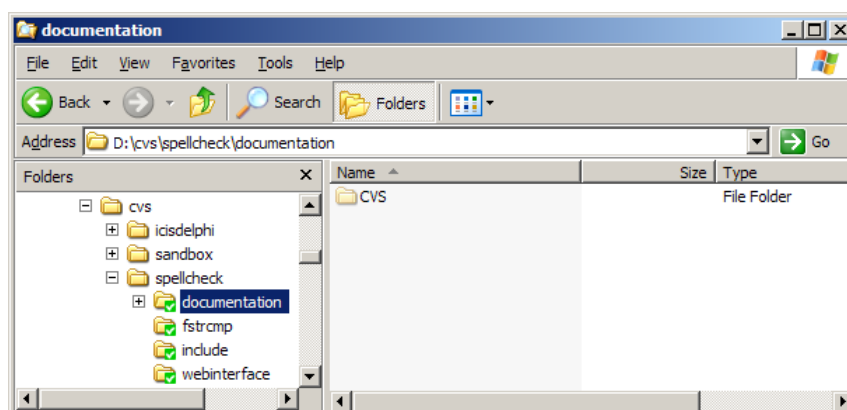 documentation
File Edit View Favorites Tools Help
Back Search Folders
Address D:\cvs\spellcheck\documentation Go
Folders x Name Size Type
cvs CVS File Folder
icisdelphi
sandbox
spellcheck
documentation
fstrcmp
include
webinterface